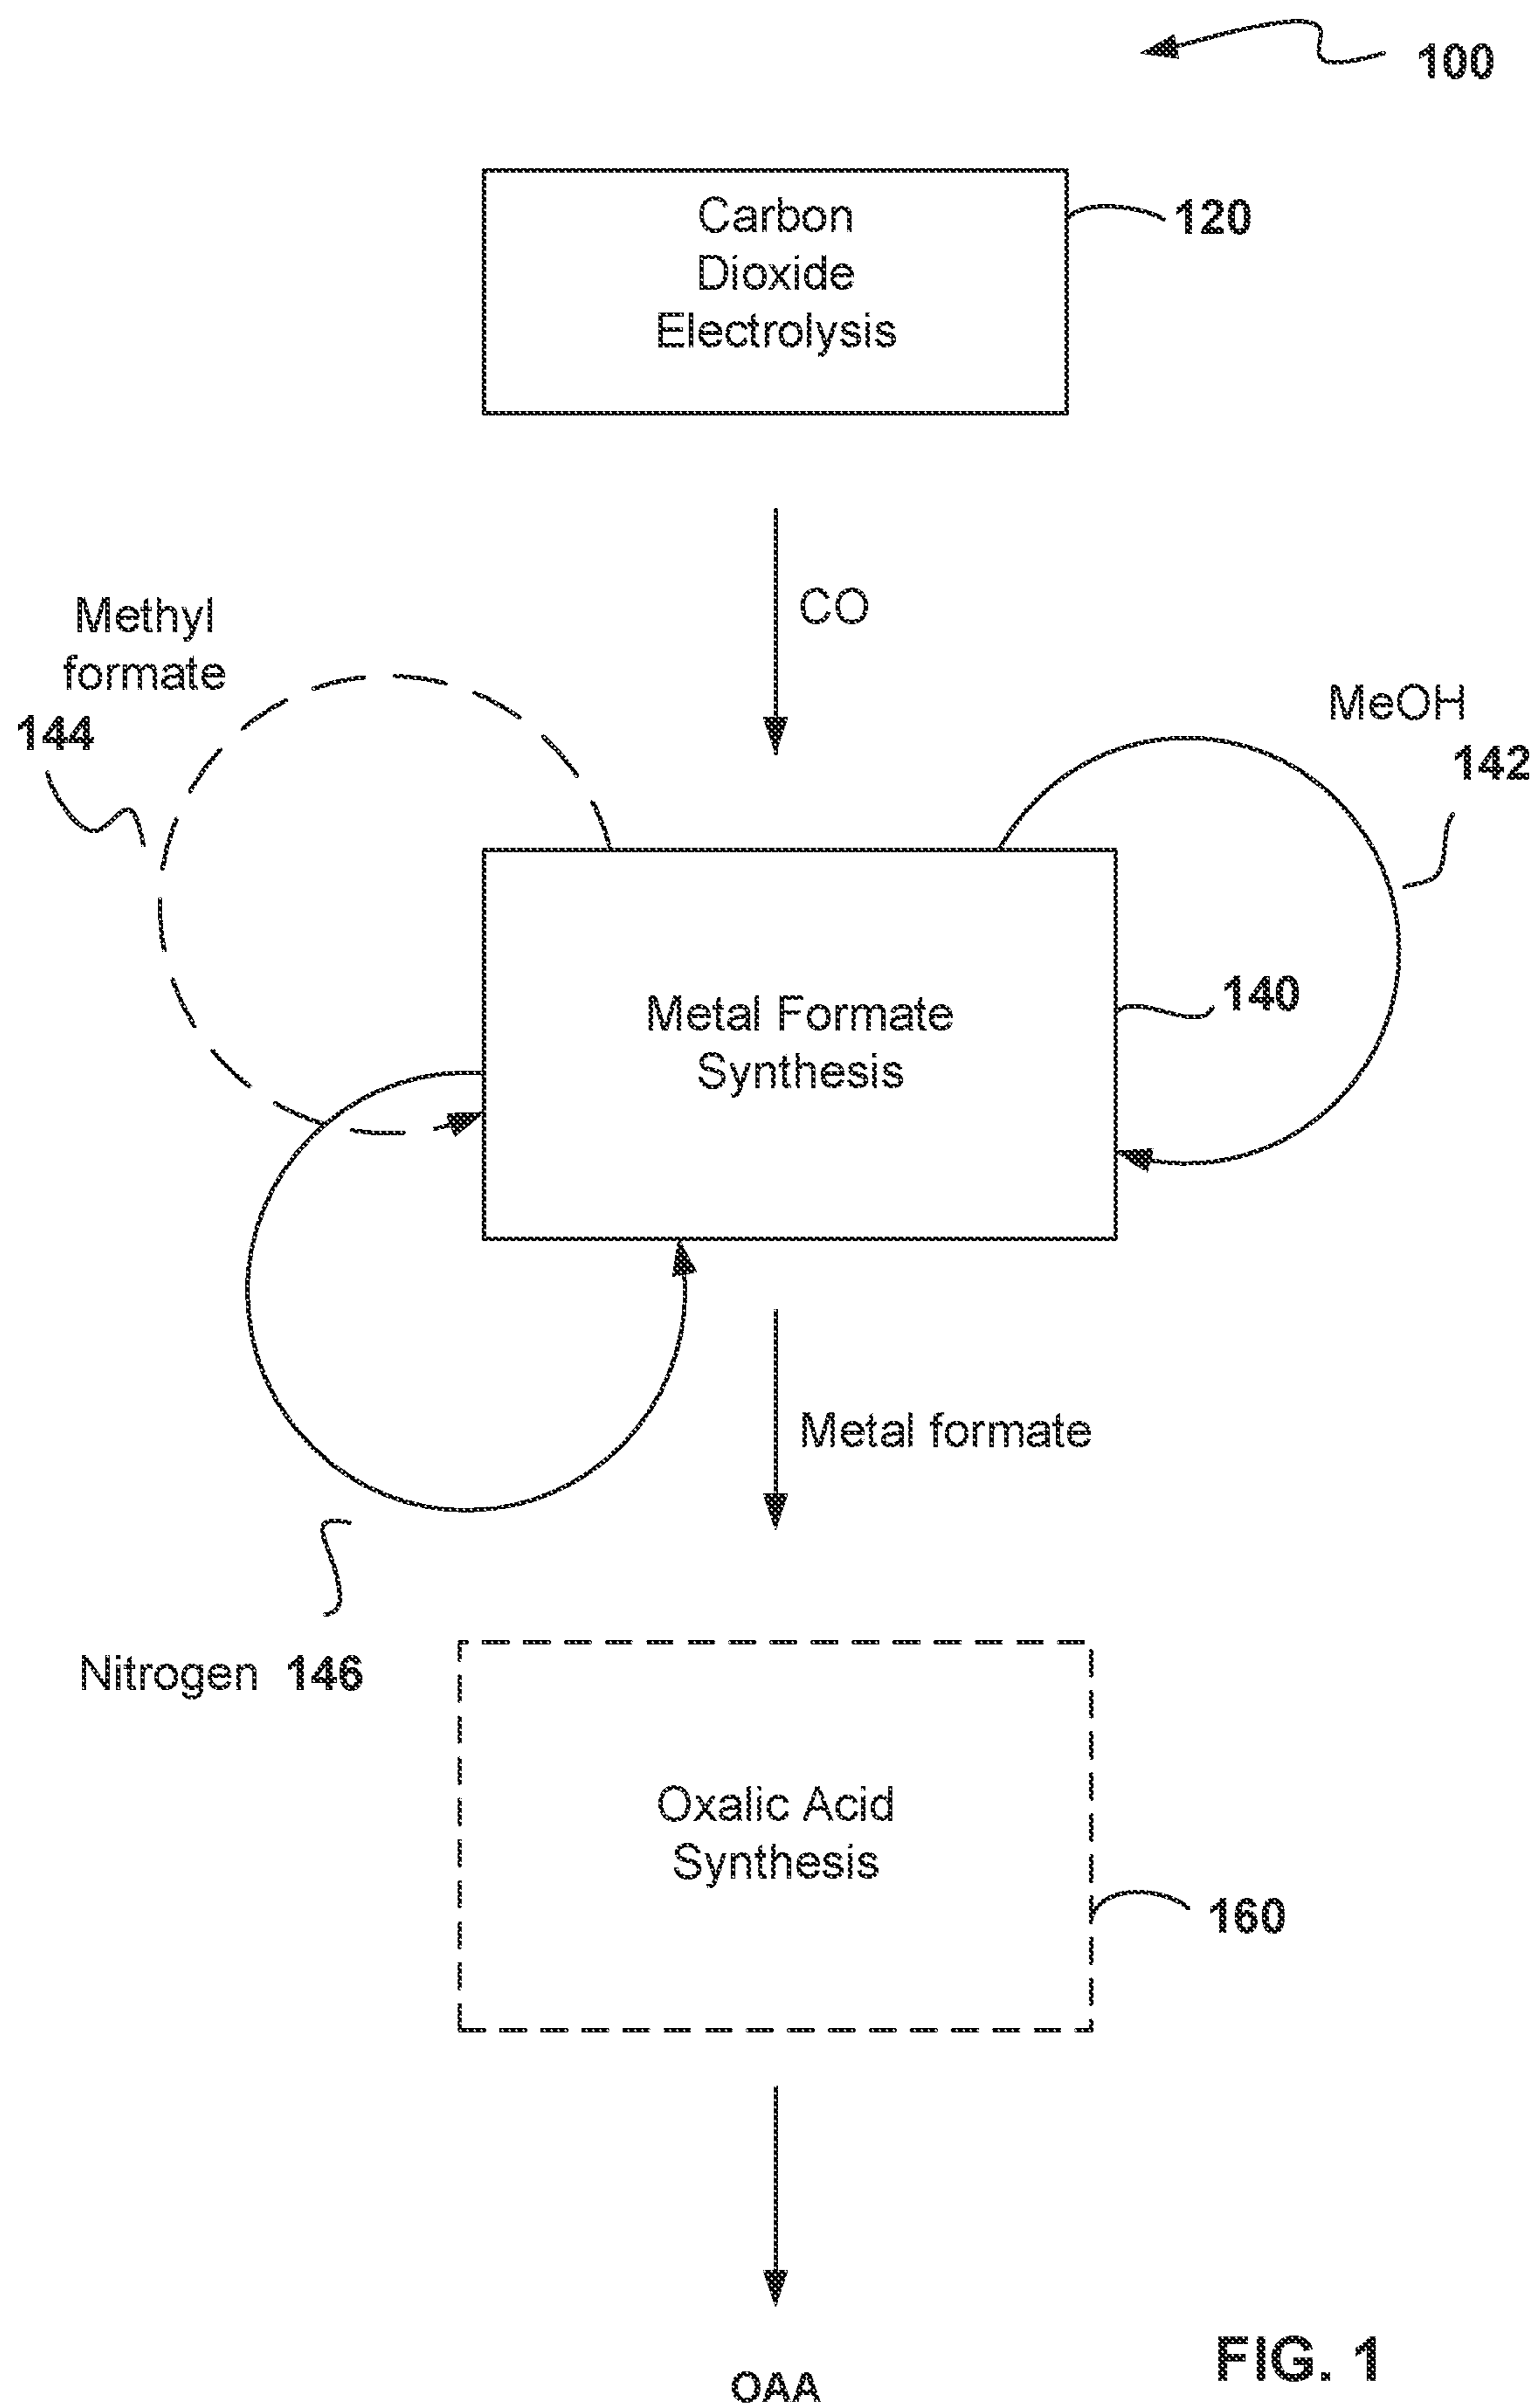 100
Carbon
Dioxide
Electrolysis
120
CO
Methyl
formate
144
MeOH
142
Metal Formate
Synthesis
140
Metal formate
Nitrogen 146
Oxalic Acid
Synthesis
160
OAA
FIG. 1